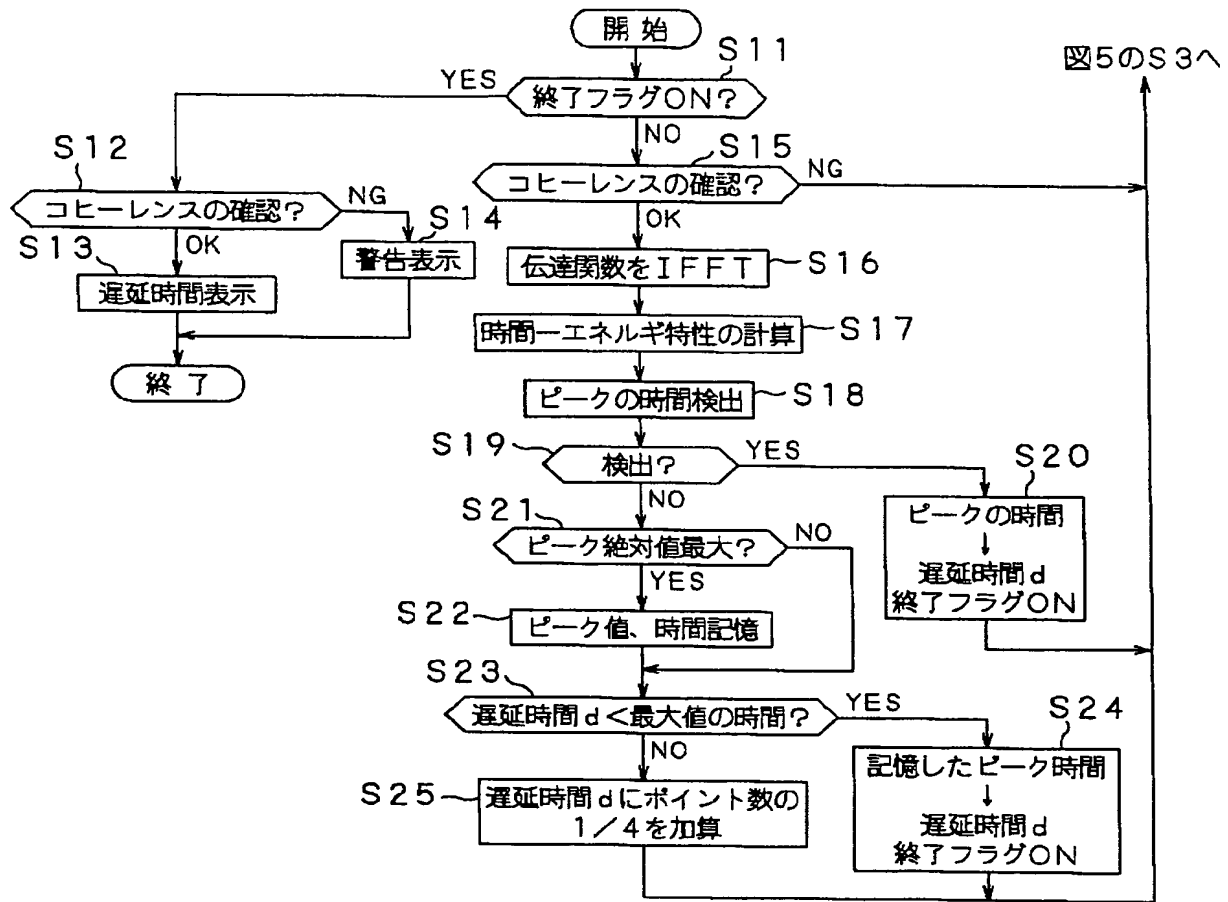 開始
S11
図5のS3へ
YES
終了フラグON?
NO
S12
S15
コヒーレンスの確認?
NG
コヒーレンスの確認?
NG
S13
OK
S14
OK
警告表示
伝達関数をIFFT
S16
遅延時間表示
時間ーエネルギ特性の計算
S17
終了
ピークの時間検出
S18
S19
YES
検出?
S20
NO
ピークの時間
↓
遅延時間d
終了フラグON
S21
NO
ピーク絶対値最大?
YES
S22
ピーク値、時間記憶
S23
YES
遅延時間d<最大値の時間?
S24
NO
記憶したピーク時間
↓
遅延時間d
終了フラグON
S25
遅延時間dにポイント数の
1/4を加算